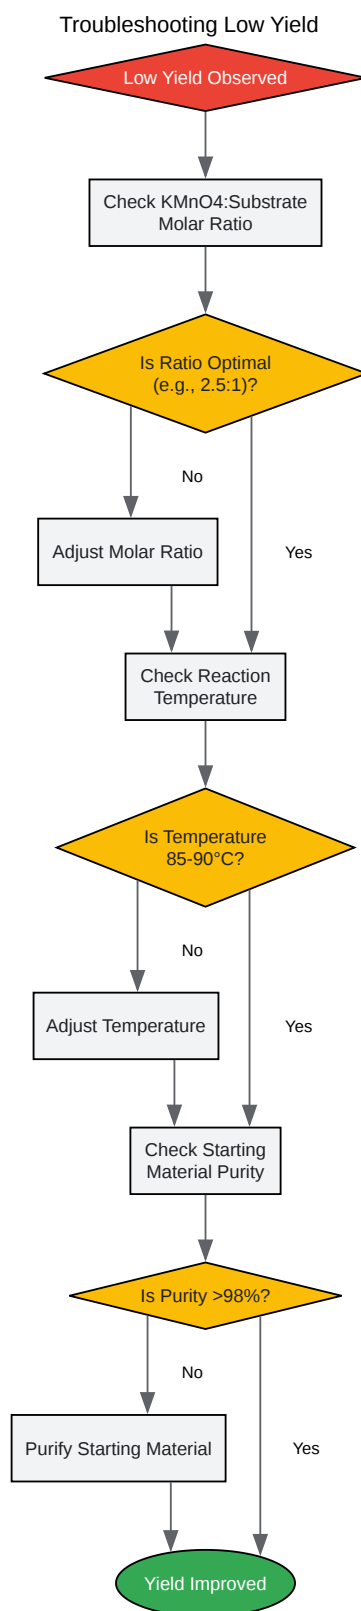 Troubleshooting Low Yield
Low Yield Observed
Check KMnO4:Substrate
Molar Ratio
Is Ratio Optimal
(e.g., 2.5:1)?
No
Adjust Molar Ratio
Yes
Check Reaction
Temperature
Is Temperature
85-90°C?
No
Adjust Temperature
Yes
Check Starting
Material Purity
Is Purity >98%?
No
Purify Starting Material
Yes
Yield Improved